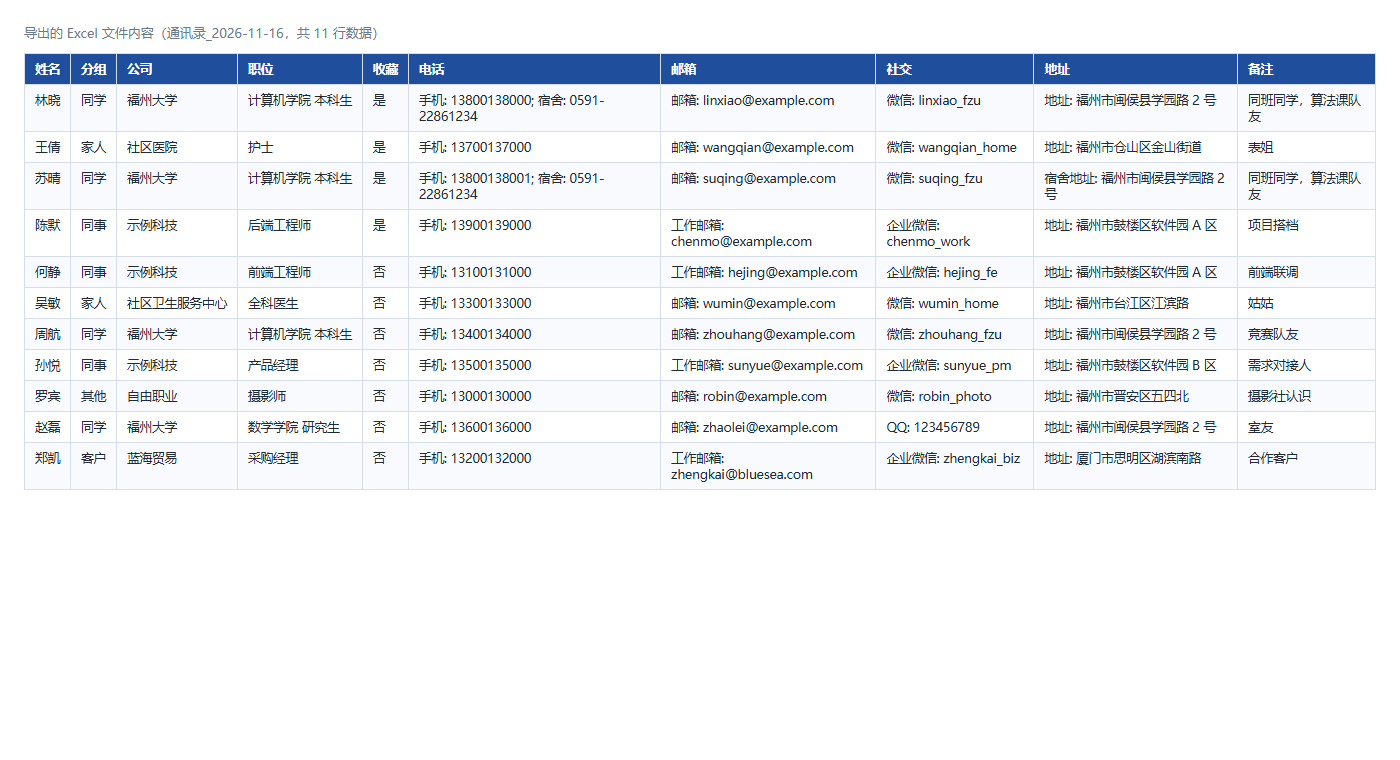 导出的 Excel 文件内容（通讯录_2026-11-16，共 11 行数据）
姓名 分组 公司 职位 收藏 电话 邮箱 社交 地址 备注
林晓 同学 福州大学 计算机学院 本科生 是 手机: 13800138000; 宿舍: 0591-22861234 邮箱: linxiao@example.com 微信: linxiao_fzu 地址: 福州市闽侯县学园路 2 号 同班同学，算法课队友
王倩 家人 社区医院 护士 是 手机: 13700137000 邮箱: wangqian@example.com 微信: wangqian_home 地址: 福州市仓山区金山街道 表姐
苏晴 同学 福州大学 计算机学院 本科生 是 手机: 13800138001; 宿舍: 0591-22861234 邮箱: suqing@example.com 微信: suqing_fzu 宿舍地址: 福州市闽侯县学园路 2 号 同班同学，算法课队友
陈默 同事 示例科技 后端工程师 是 手机: 13900139000 工作邮箱: chenmo@example.com 企业微信: chenmo_work 地址: 福州市鼓楼区软件园 A 区 项目搭档
何静 同事 示例科技 前端工程师 否 手机: 13100131000 工作邮箱: hejing@example.com 企业微信: hejing_fe 地址: 福州市鼓楼区软件园 A 区 前端联调
吴敏 家人 社区卫生服务中心 全科医生 否 手机: 13300133000 邮箱: wumin@example.com 微信: wumin_home 地址: 福州市台江区江滨路 姑姑
周航 同学 福州大学 计算机学院 本科生 否 手机: 13400134000 邮箱: zhouhang@example.com 微信: zhouhang_fzu 地址: 福州市闽侯县学园路 2 号 竞赛队友
孙悦 同事 示例科技 产品经理 否 手机: 13500135000 工作邮箱: sunyue@example.com 企业微信: sunyue_pm 地址: 福州市鼓楼区软件园 B 区 需求对接人
罗宾 其他 自由职业 摄影师 否 手机: 13000130000 邮箱: robin@example.com 微信: robin_photo 地址: 福州市晋安区五四北 摄影社认识
赵磊 同学 福州大学 数学学院 研究生 否 手机: 13600136000 邮箱: zhaolei@example.com QQ: 123456789 地址: 福州市闽侯县学园路 2 号 室友
郑凯 客户 蓝海贸易 采购经理 否 手机: 13200132000 工作邮箱: zhengkai@bluesea.com 企业微信: zhengkai_biz 地址: 厦门市思明区湖滨南路 合作客户